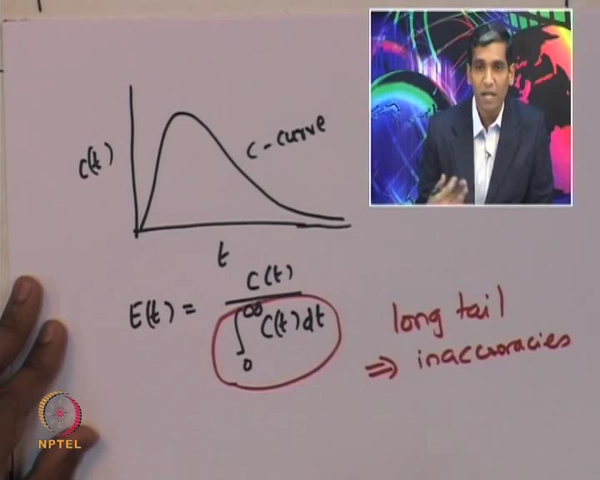 C(t)
C-curve
t
E(t) = C(t) / ∫₀^∞ C(t) dt
long tail
⇒ inaccuracies
NPTEL